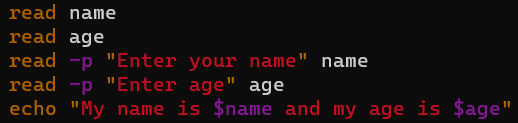 read name
read age
read -p "Enter your name" name
read -p "Enter age" age
echo "My name is $name and my age is $age"